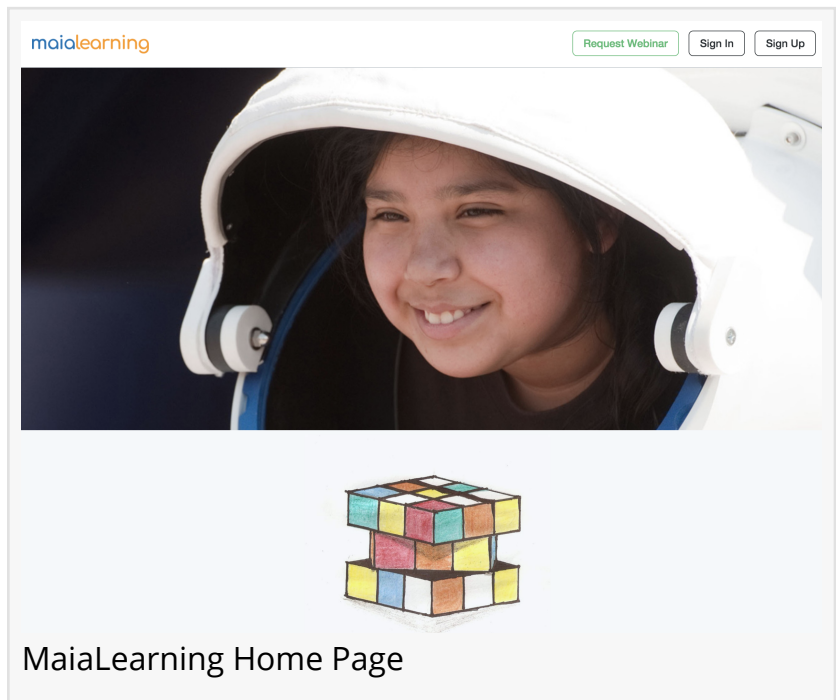 maialearning
Request Webinar
Sign In
Sign Up
MaiaLearning Home Page